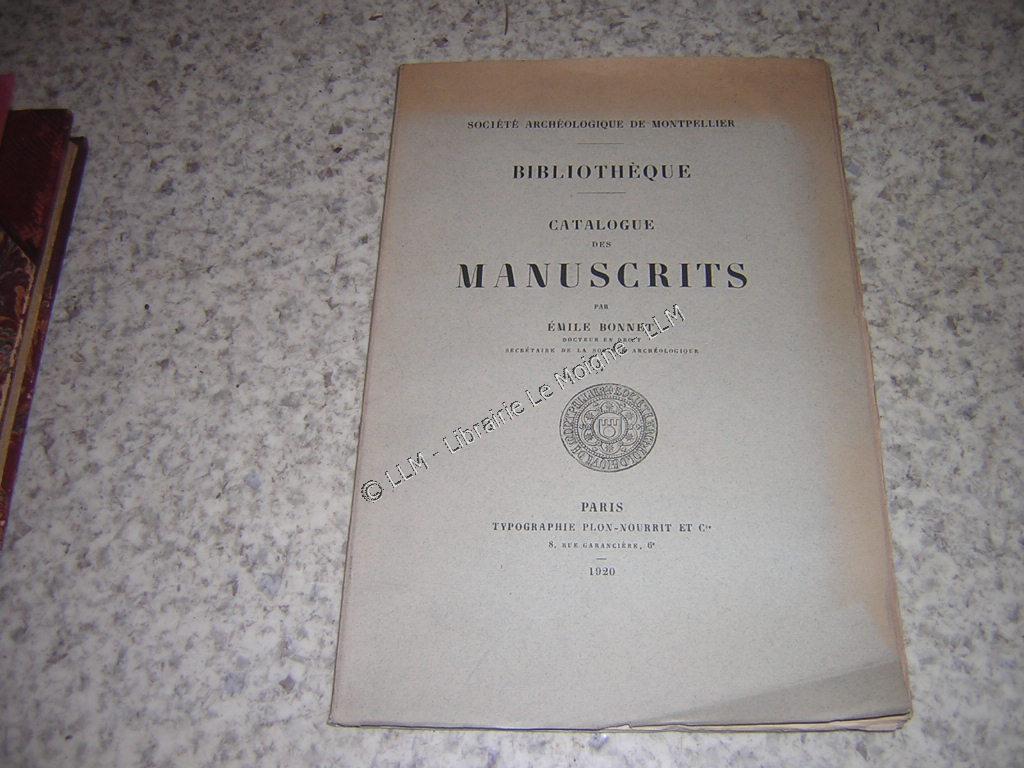 SOCIÉTÉ ARCHÉOLOGIQUE DE MONTPELLIER
BIBLIOTHÈQUE
CATALOGUE
DES
MANUSCRITS
PAR
ÉMILE BONNET
DOCTEUR EN DROIT
SECRÉTAIRE DE LA SOCIÉTÉ ARCHÉOLOGIQUE
© LLM - Librairie Le Moigne - LLM
PARIS
TYPOGRAPHIE PLON-NOURRIT ET Cie
8, RUE GARANCIÈRE, 6e
1920